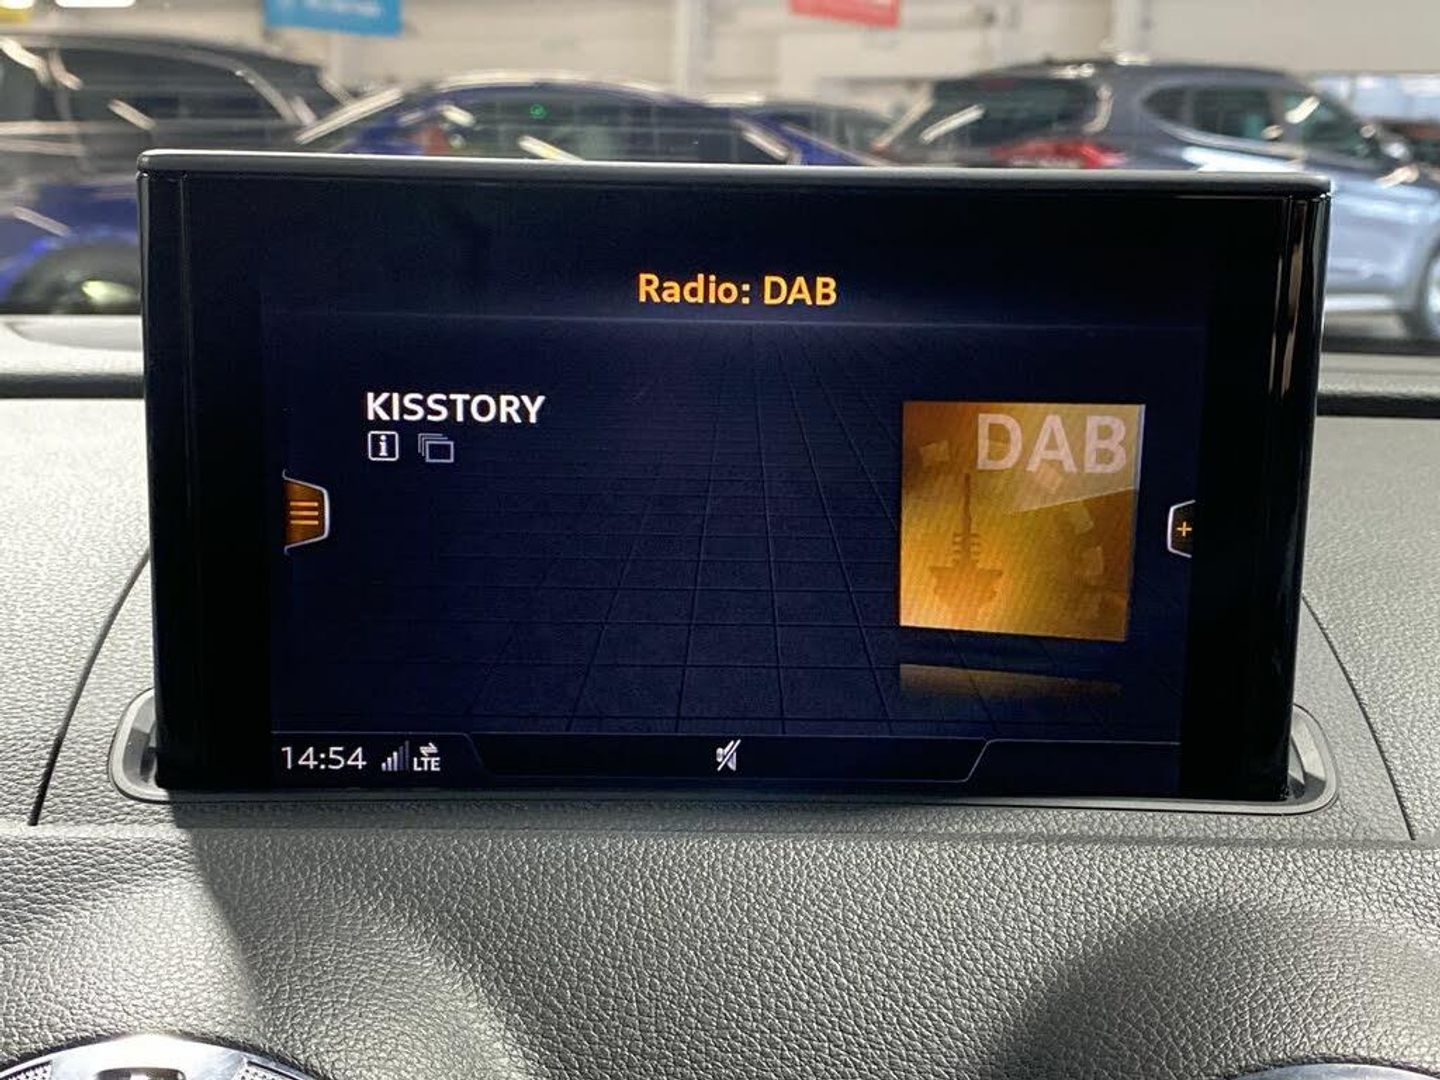 Radio: DAB
KISSTORY
DAB
14:54
LTE